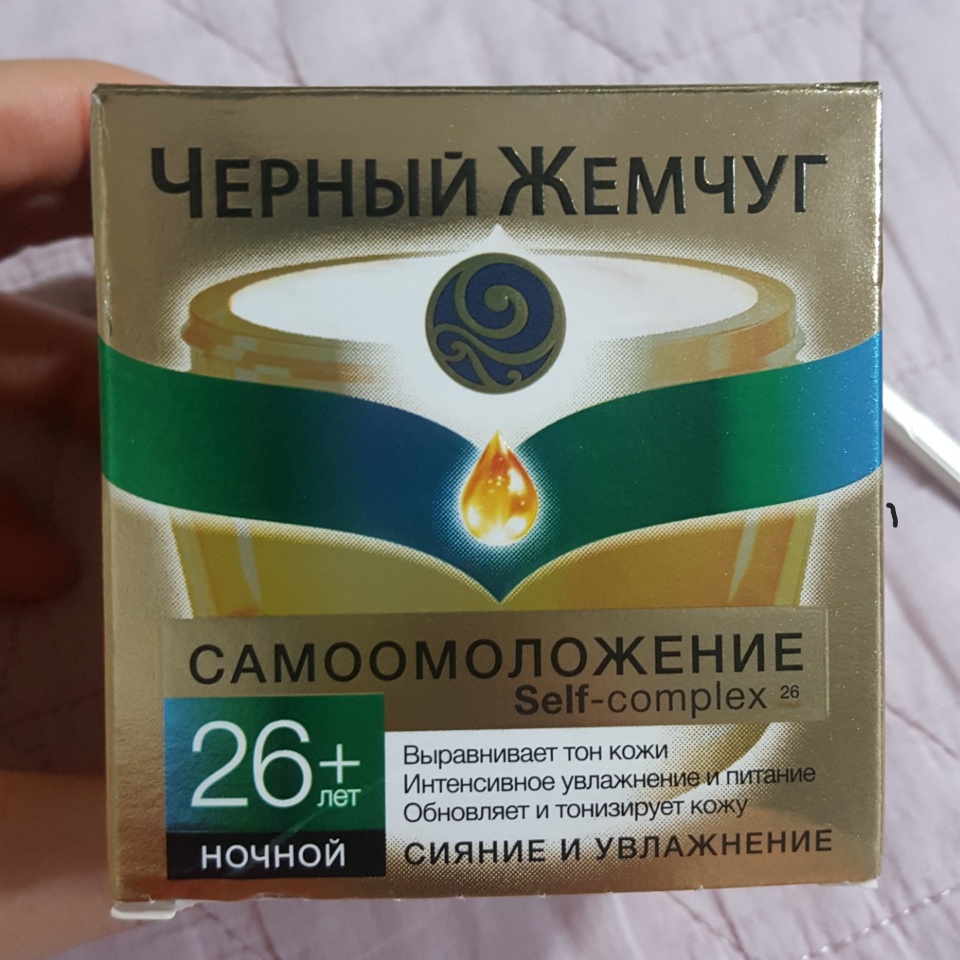 ЧЕРНЫЙ ЖЕМЧУГ
САМООМОЛОЖЕНИЕ
Self-complex 26
26+
лет
НОЧНОЙ
Выравнивает тон кожи
Интенсивное увлажнение и питание
Обновляет и тонизирует кожу
СИЯНИЕ И УВЛАЖНЕНИЕ